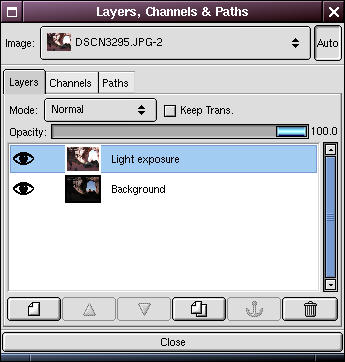 Layers, Channels & Paths
Image: DSCN3295.JPG-2 Auto
Layers Channels Paths
Mode: Normal Keep Trans.
Opacity: 100.0
Light exposure
Background
Close